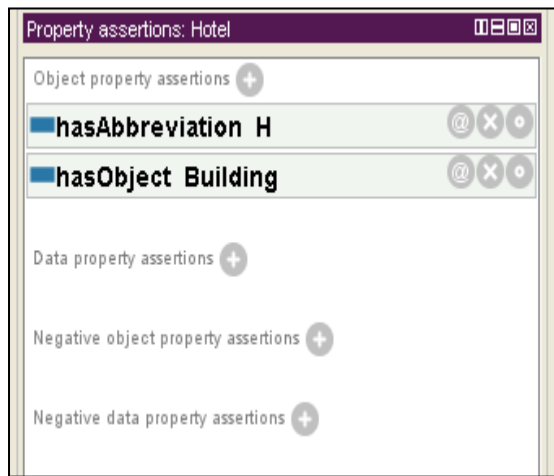 Property assertions: Hotel
Object property assertions
hasAbbreviation H
hasObject Building
Data property assertions
Negative object property assertions
Negative data property assertions